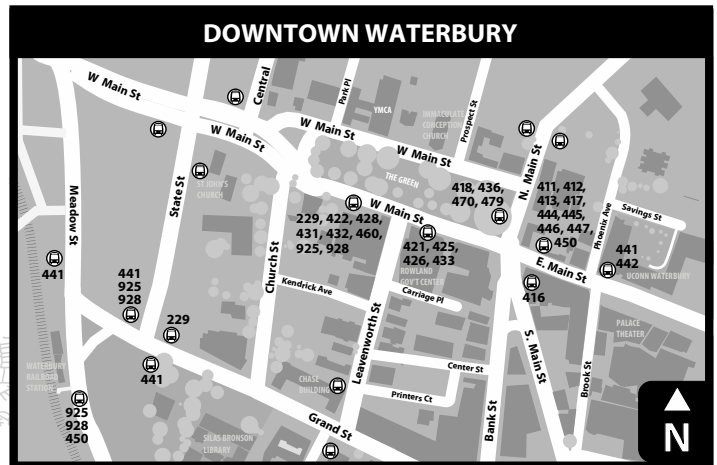 DOWNTOWN WATERBURY
W Main St
Central
Park Pl
YMCA
IMMACULATE
CONCEPTION
CHURCH
Prospect St
W Main St
W Main St
W Main St
THE GREEN
N. Main St
ST. JOHN'S
CHURCH
State St
Meadow St
418, 436,
470, 479
411, 412,
413, 417,
444, 445,
446, 447,
450
Phoenix Ave
Savings St
229, 422, 428,
431, 432, 460,
925, 928
W Main St
421, 425,
426, 433
ROWLAND
GOV'T CENTER
E. Main St
441
442
UCONN WATERBURY
441
441
925
928
Church St
Kendrick Ave
Carriage Pl
416
229
Leavenworth St
S. Main St
PALACE
THEATER
441
WATERBURY
RAILROAD
STATION
CHASE
BUILDING
Center St
Printers Ct
Brook St
925
928
450
Grand St
Bank St
SILAS BRONSON
LIBRARY
N